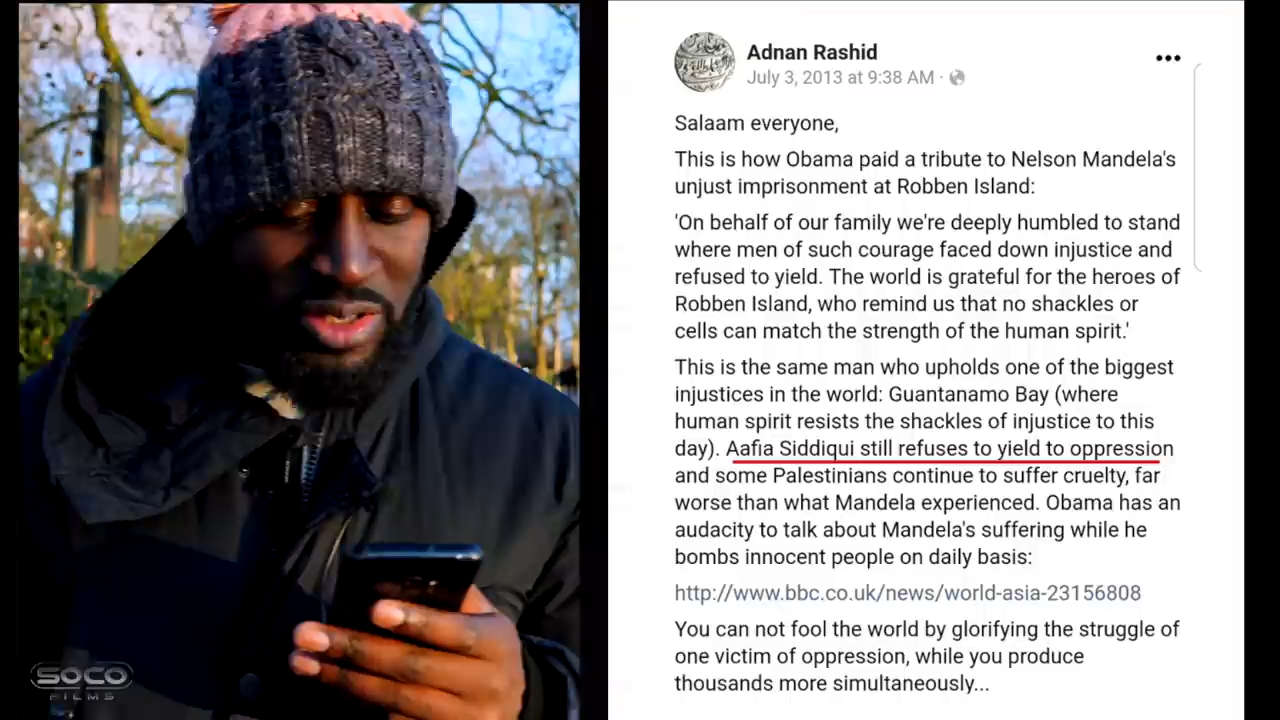 Adnan Rashid
July 3, 2013 at 9:38 AM ·
Salaam everyone,
This is how Obama paid a tribute to Nelson Mandela's
unjust imprisonment at Robben Island:
'On behalf of our family we're deeply humbled to stand
where men of such courage faced down injustice and
refused to yield. The world is grateful for the heroes of
Robben Island, who remind us that no shackles or
cells can match the strength of the human spirit.'
This is the same man who upholds one of the biggest
injustices in the world: Guantanamo Bay (where
human spirit resists the shackles of injustice to this
day). Aafia Siddiqui still refuses to yield to oppression
and some Palestinians continue to suffer cruelty, far
worse than what Mandela experienced. Obama has an
audacity to talk about Mandela's suffering while he
bombs innocent people on daily basis:
http://www.bbc.co.uk/news/world-asia-23156808
You can not fool the world by glorifying the struggle of
one victim of oppression, while you produce
thousands more simultaneously...
SOCO
FILMS